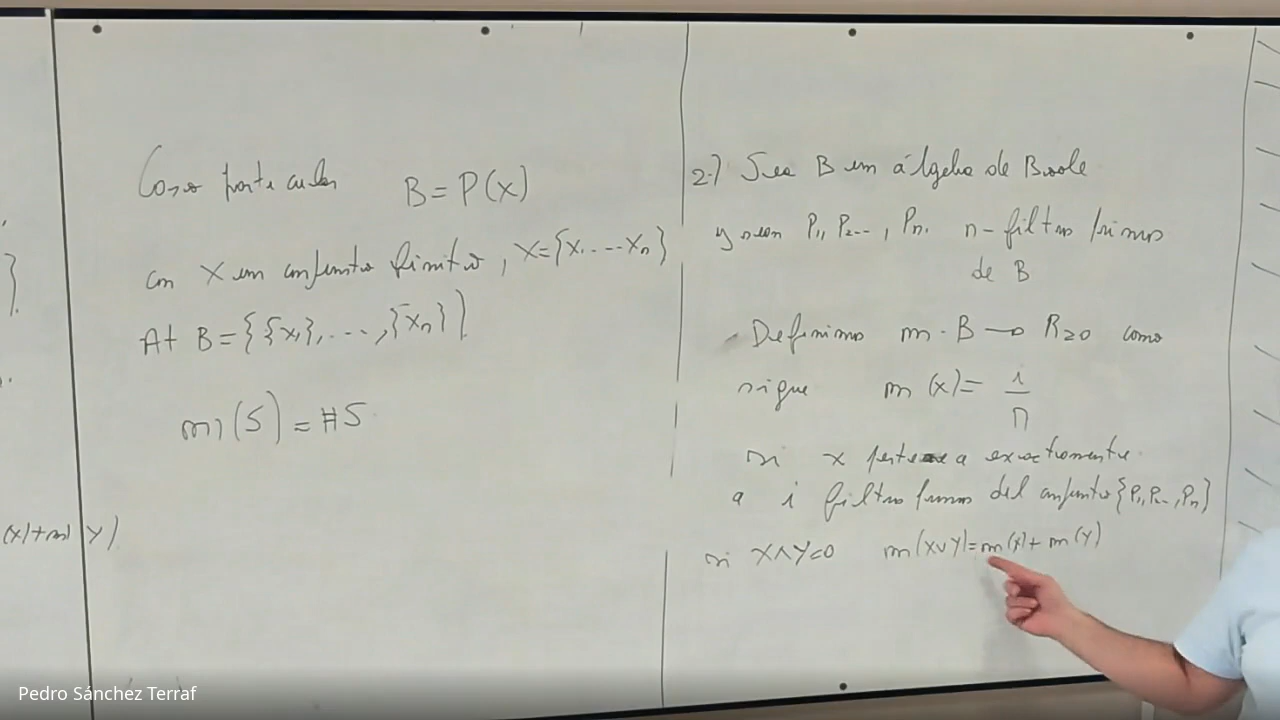 Caso particular B = P(X)
con X un conjunto finito, X={x1....xn}
At B = {{x1},...,{xn}}
m(S) = #S
(x)+m(y).
2.) Sea B un álgebra de Boole
y sean P1, P2..., Pn. n-filtros primos
de B
Definimos m. B → R≥0 como
sigue m(x) = i/n
si x pertenece a exactamente
a i filtros primos del conjunto {P1, P2.., Pn}
si x∧y=0 m(x∨y)=m(x)+m(y)
Pedro Sánchez Terraf